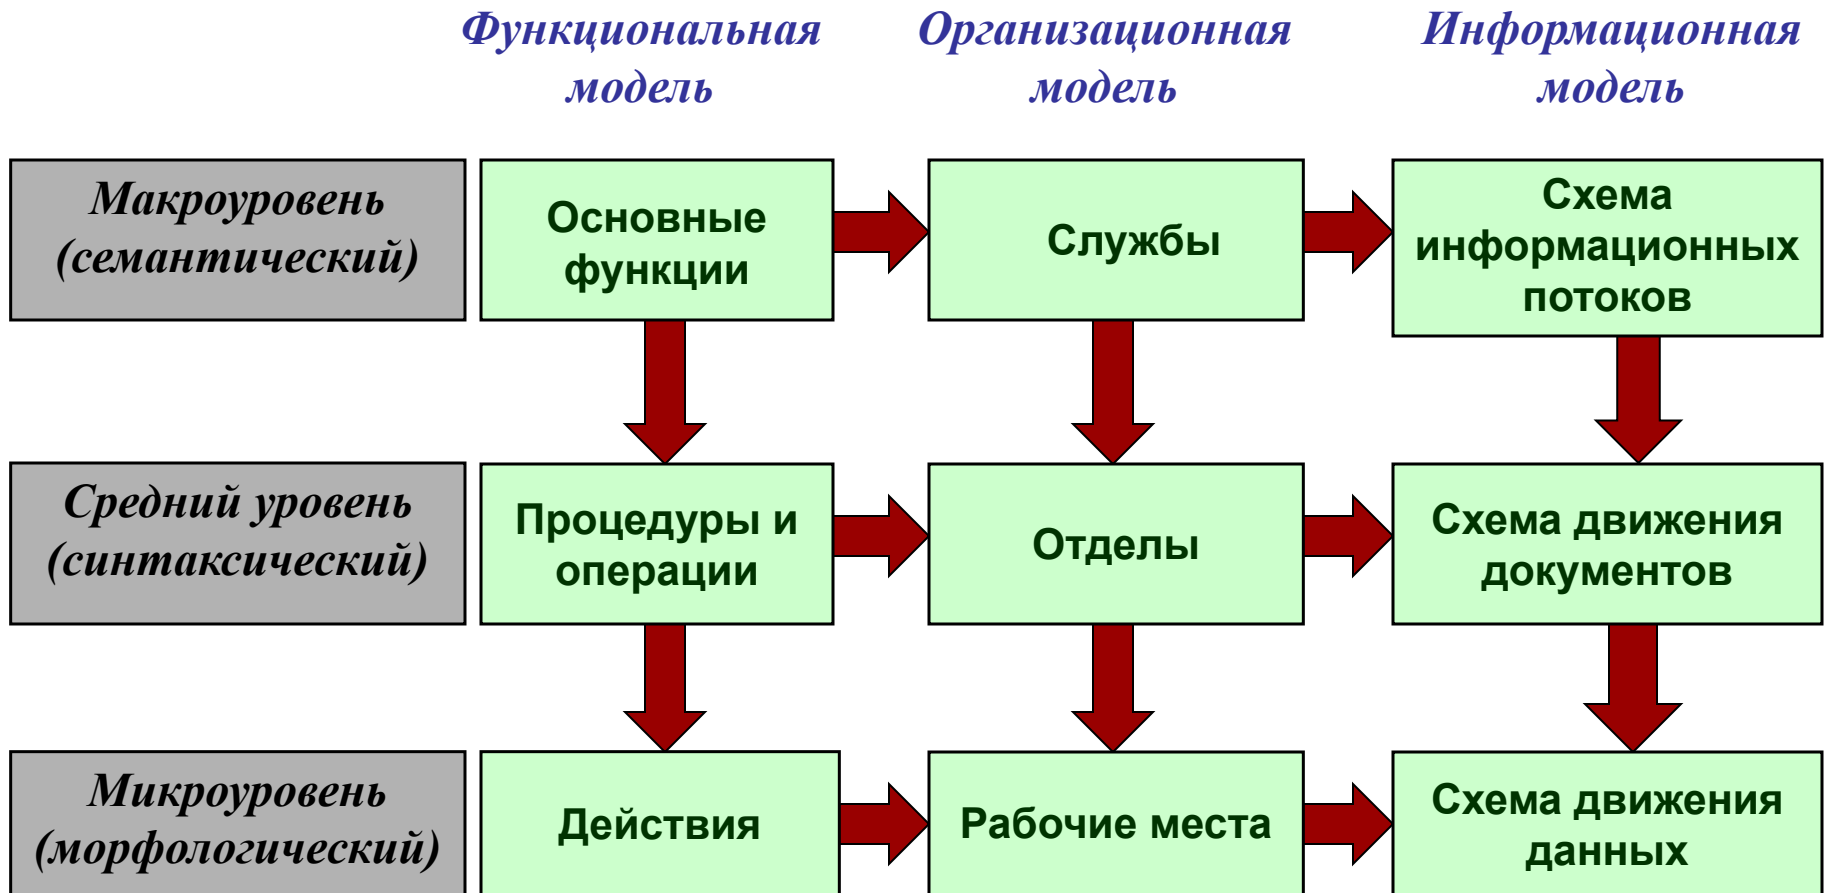 Функциональная
модель
Организационная
модель
Информационная
модель
Макроуровень
(семантический)
Основные
функции
Службы
Схема
информационных
потоков
Средний уровень
(синтаксический)
Процедуры и
операции
Отделы
Схема движения
документов
Микроуровень
(морфологический)
Действия
Рабочие места
Схема движения
данных